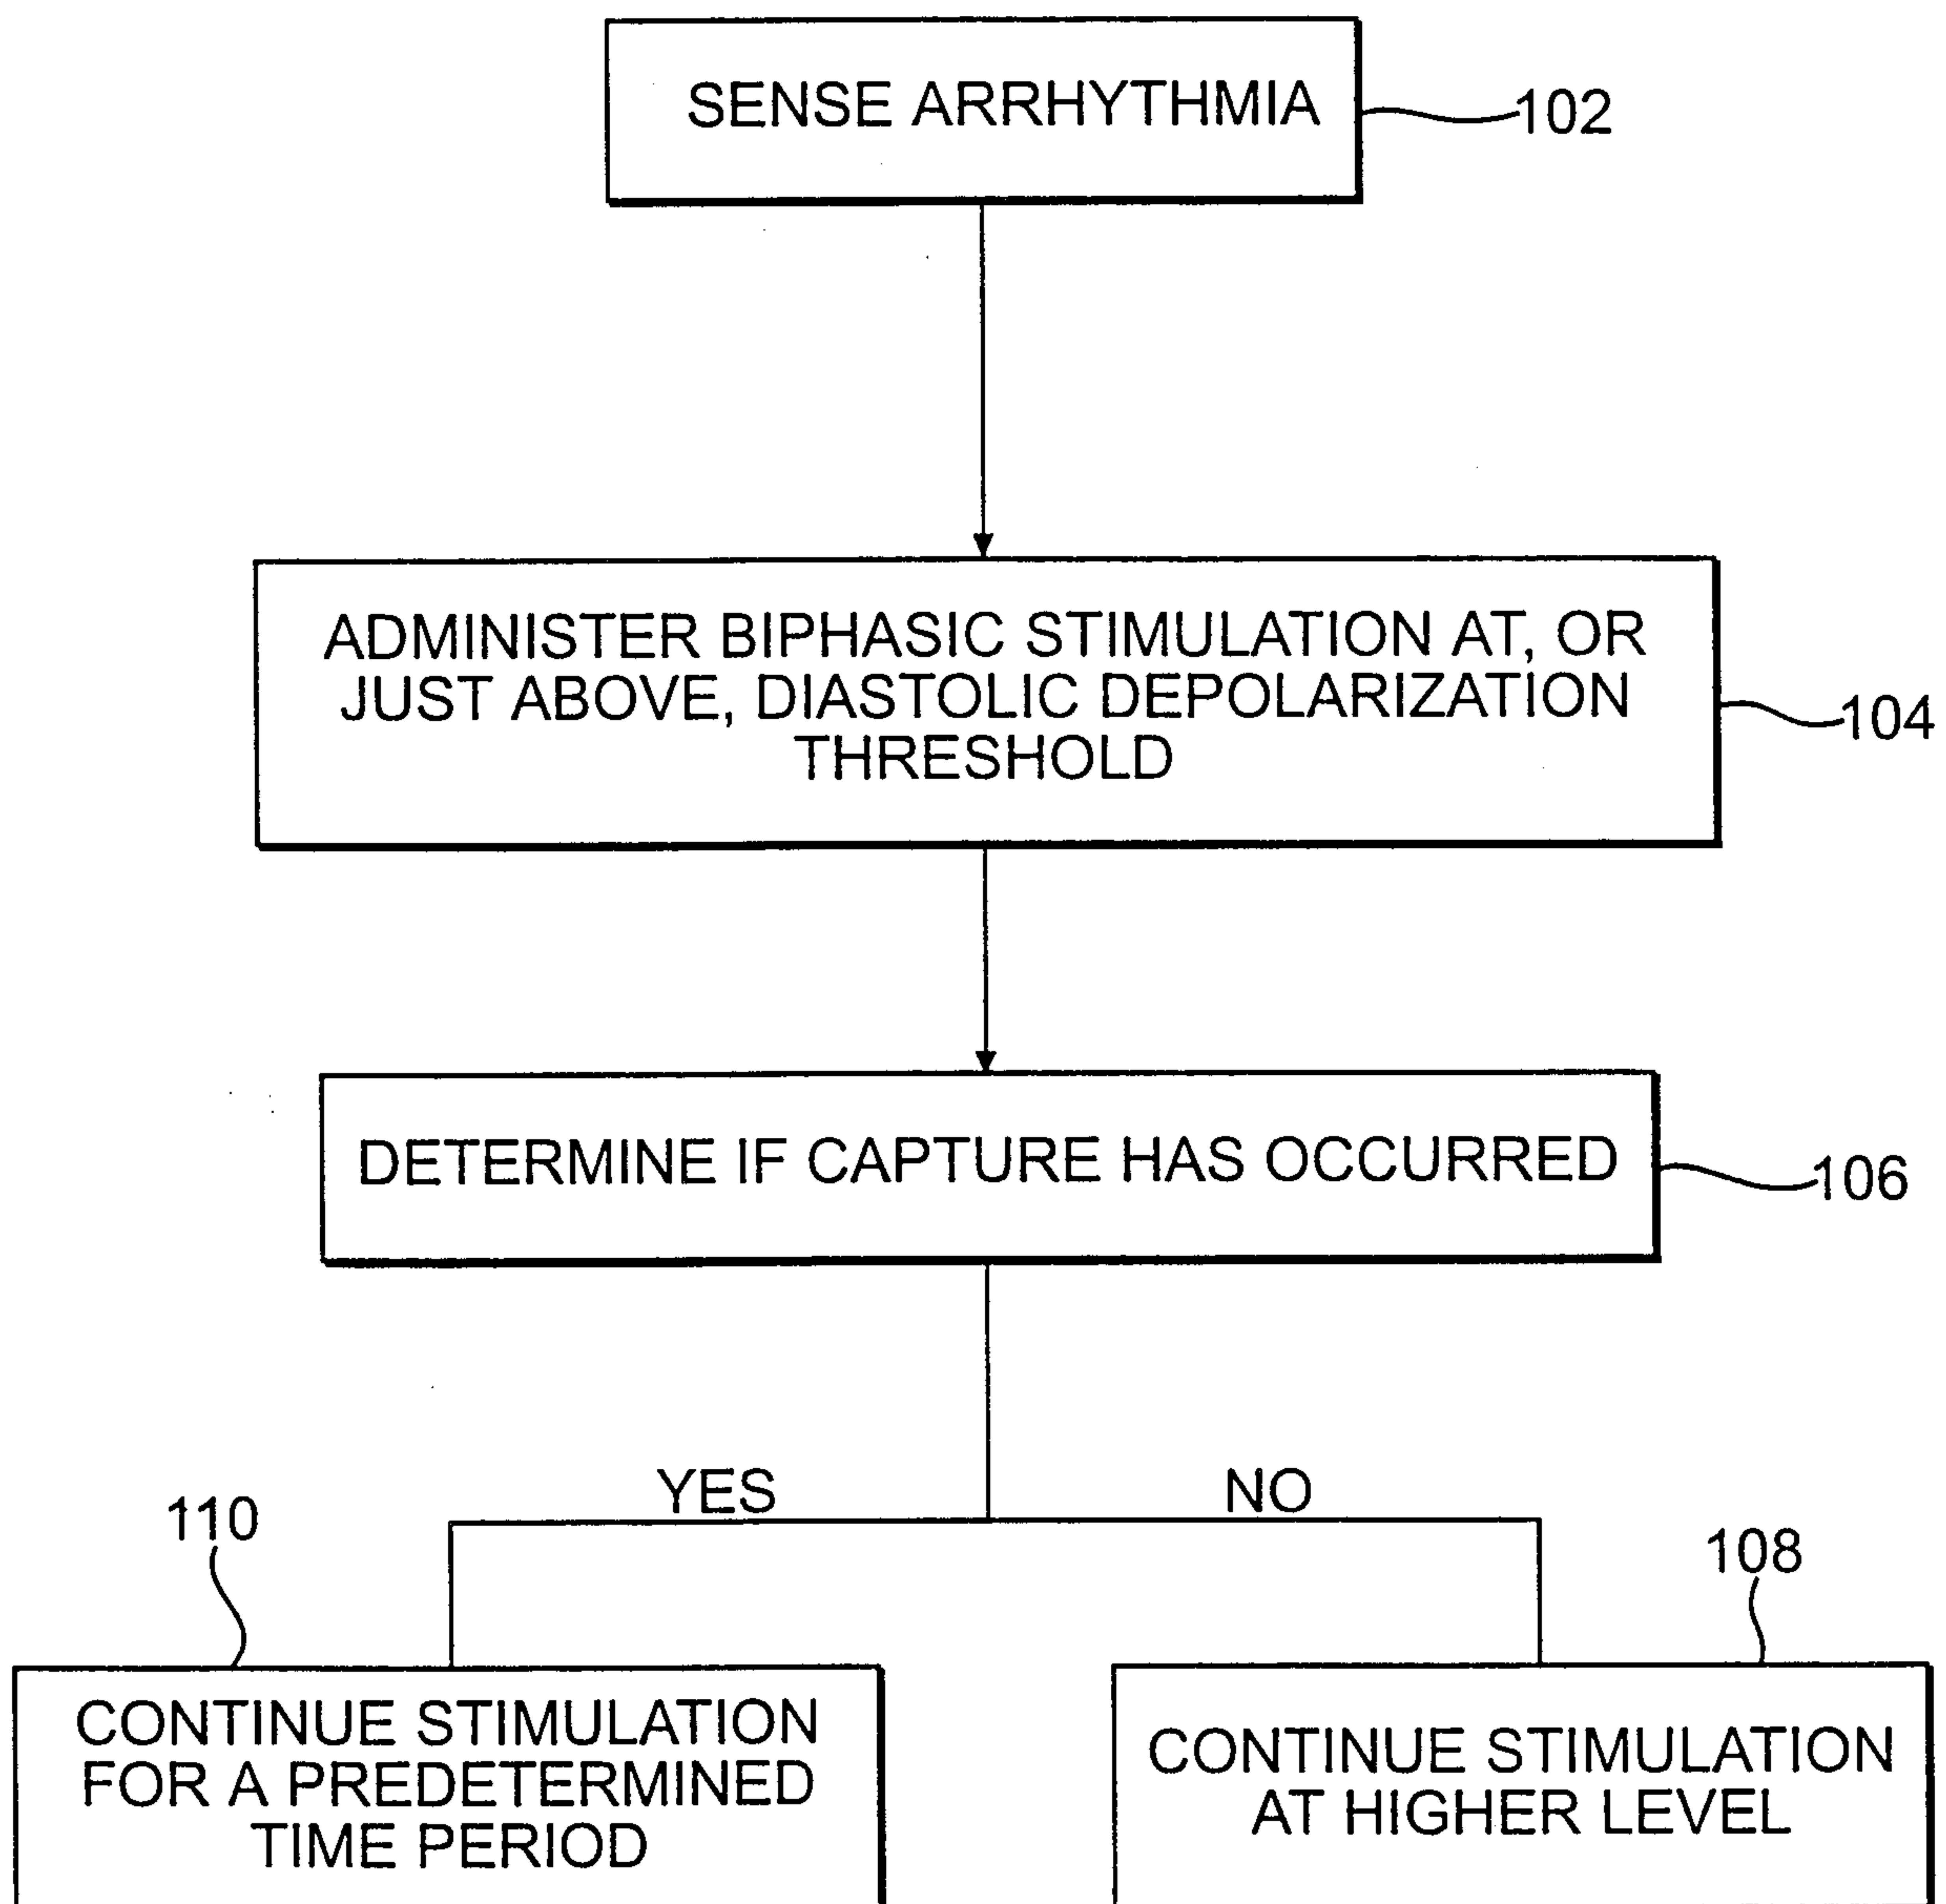 SENSE ARRHYTHMIA
102
ADMINISTER BIPHASIC STIMULATION AT, OR
JUST ABOVE, DIASTOLIC DEPOLARIZATION
THRESHOLD
104
DETERMINE IF CAPTURE HAS OCCURRED
106
YES
NO
110
108
CONTINUE STIMULATION
FOR A PREDETERMINED
TIME PERIOD
CONTINUE STIMULATION
AT HIGHER LEVEL